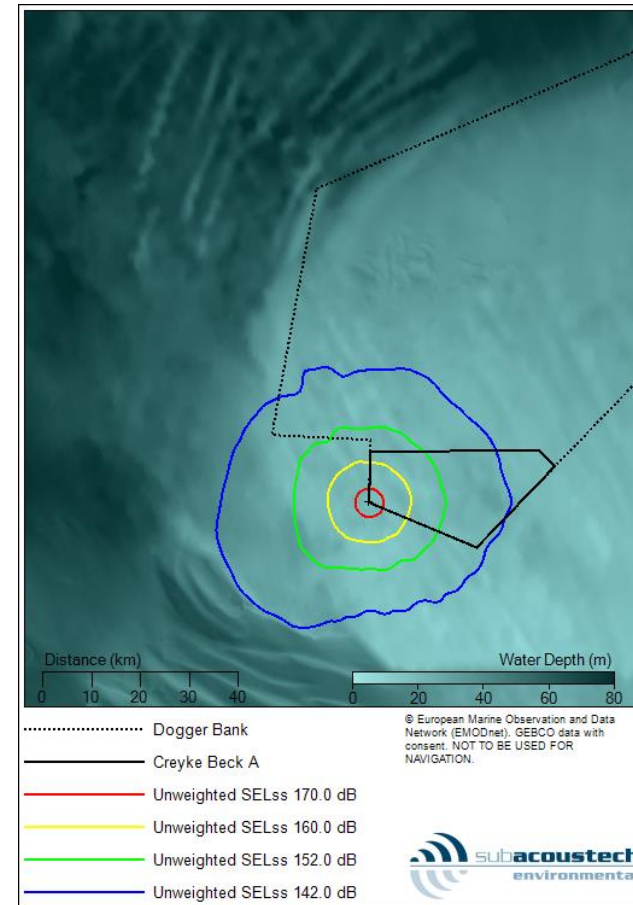 Distance (km)
0 10 20 30 40
Water Depth (m)
0 20 40 60 80
Dogger Bank
Creyke Beck A
Unweighted SELss 170.0 dB
Unweighted SELss 160.0 dB
Unweighted SELss 152.0 dB
Unweighted SELss 142.0 dB
© European Marine Observation and Data
Network (EMODnet). GEBCO data with
consent. NOT TO BE USED FOR
NAVIGATION.
subacoustech
environmenta